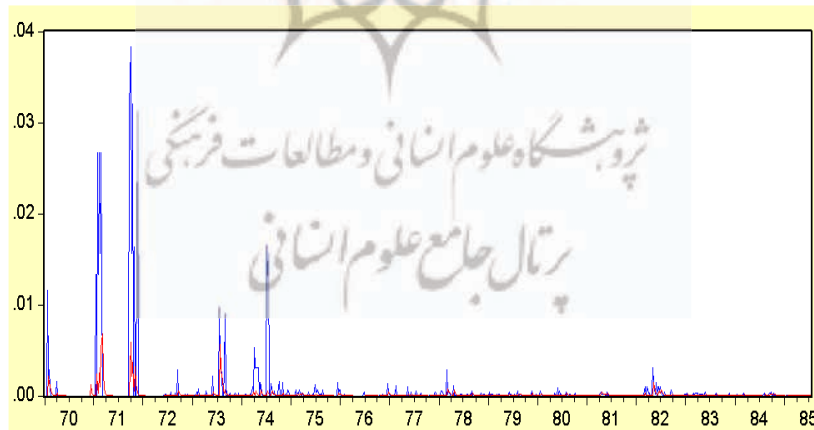 .04
.03
.02
.01
.00
پژوهشگاه علوم انسانی و مطالعات فرهنگی
پرتال جامع علوم انسانی
70 71 72 73 74 75 76 77 78 79 80 81 82 83 84 85